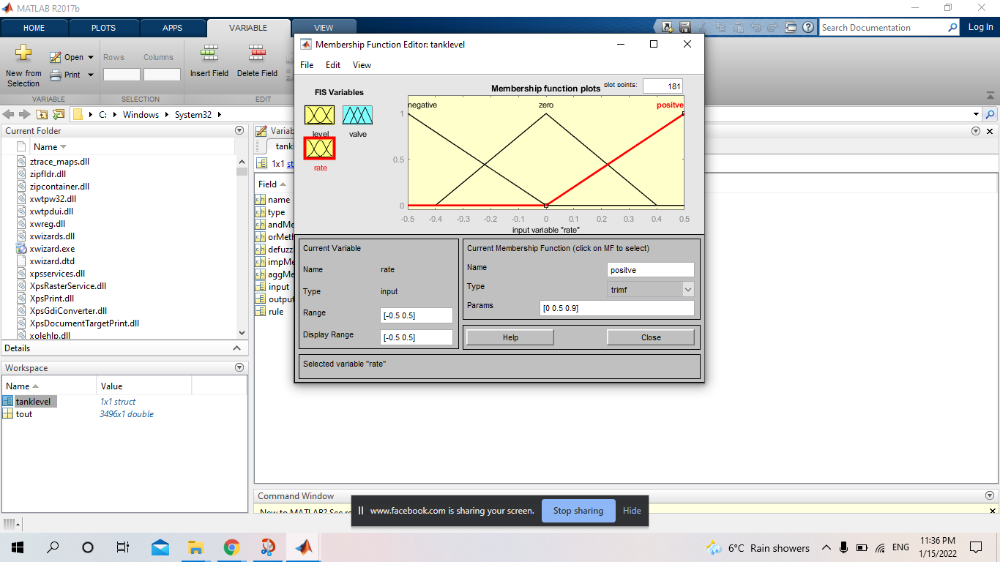 MATLAB R2017b
HOME PLOTS APPS VARIABLE VIEW
Search Documentation Log In
New from Selection
Open
Print
Rows Columns
Insert Field Delete Field
VARIABLE SELECTION EDIT
C: Windows System32
Current Folder
Name
ztrace_maps.dll
zipfldr.dll
zipcontainer.dll
xwtpw32.dll
xwtpdui.dll
xwreg.dll
xwizards.dll
xwizard.exe
xwizard.dtd
xpsservices.dll
XpsRasterService.dll
XpsPrint.dll
XpsGdiConverter.dll
XpsDocumentTargetPrint.dll
xolehlp.dll
Details
Workspace
Name Value
tanklevel 1x1 struct
tout 3496x1 double
Variab
tank
1x1 st
Field
name
type
andMe
orMeth
defuzz
impMe
aggMe
input
output
rule
Membership Function Editor: tanklevel
File Edit View
FIS Variables
level valve
rate
Membership function plots plot points: 181
negative zero positve
1
0.5
0
-0.5 -0.4 -0.3 -0.2 -0.1 0 0.1 0.2 0.3 0.4 0.5
input variable "rate"
Current Variable
Name rate
Type input
Range [-0.5 0.5]
Display Range [-0.5 0.5]
Current Membership Function (click on MF to select)
Name positve
Type trimf
Params [0 0.5 0.9]
Help Close
Selected variable "rate"
Command Window
New to MATLAB? See re
www.facebook.com is sharing your screen. Stop sharing Hide
6°C Rain showers ENG 11:36 PM
1/15/2022